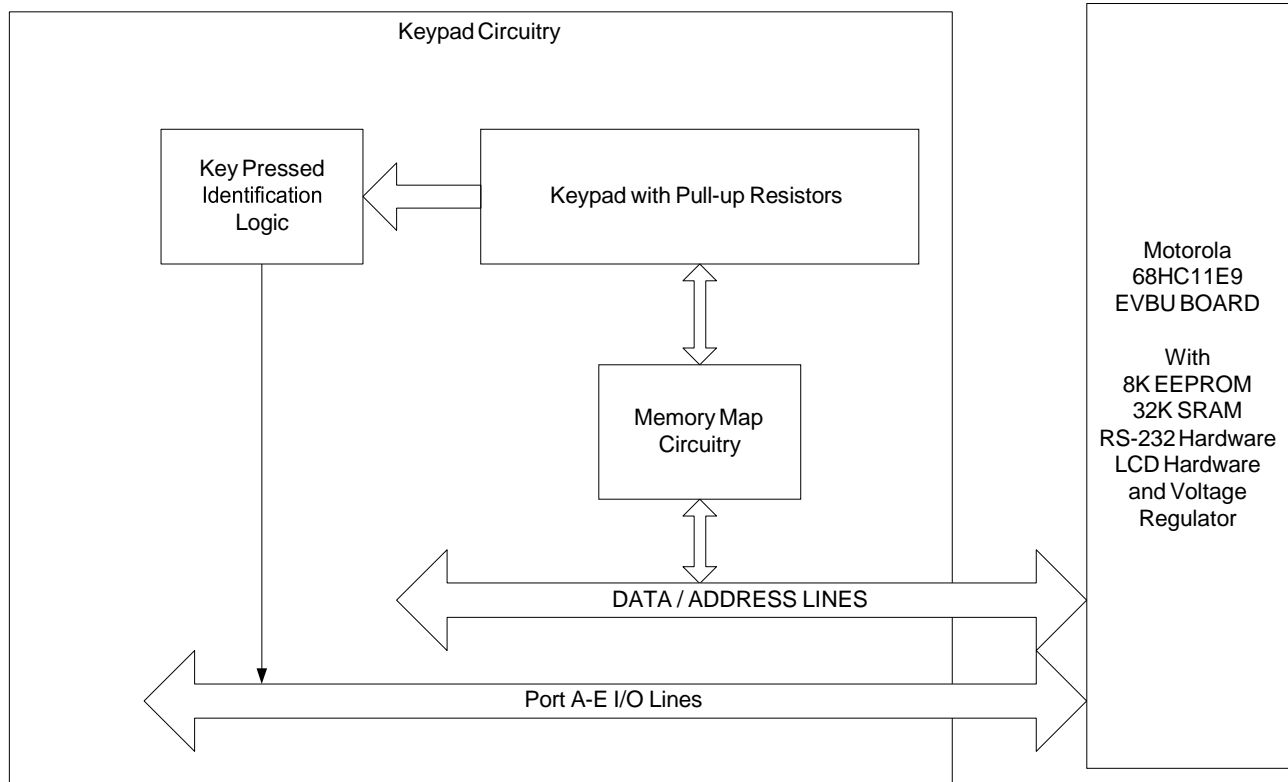 Keypad Circuitry
Key Pressed
Identification
Logic
Keypad with Pull-up Resistors
Memory Map
Circuitry
DATA / ADDRESS LINES
Port A-E I/O Lines
Motorola
68HC11E9
EVBU BOARD
With
8K EEPROM
32K SRAM
RS-232 Hardware
LCD Hardware
and Voltage
Regulator